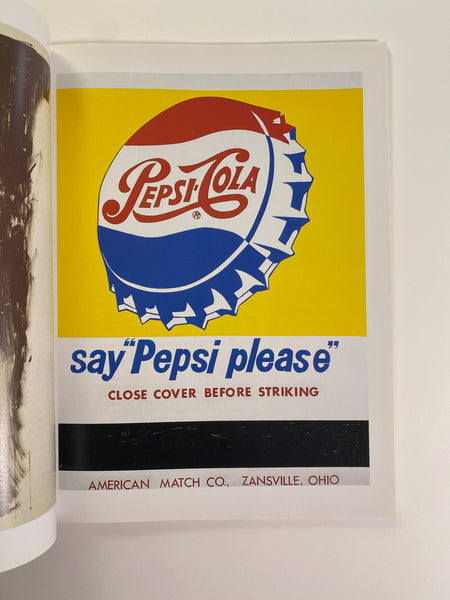 PEPSI-COLA
®
say "Pepsi please"
CLOSE COVER BEFORE STRIKING
AMERICAN MATCH CO., ZANSVILLE, OHIO